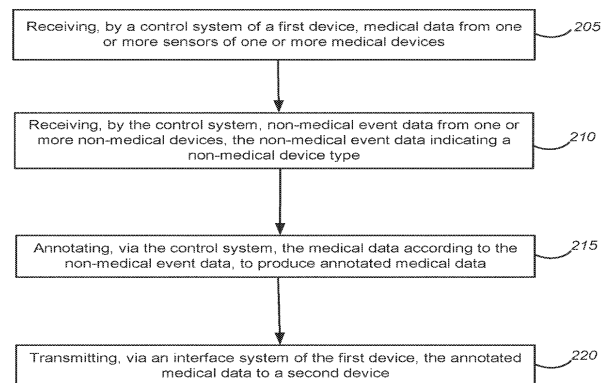 Receiving, by a control system of a first device, medical data from one
or more sensors of one or more medical devices
205
Receiving, by the control system, non-medical event data from one or
more non-medical devices, the non-medical event data indicating a
non-medical device type
210
Annotating, via the control system, the medical data according to the
non-medical event data, to produce annotated medical data
215
Transmitting, via an interface system of the first device, the annotated
medical data to a second device
220